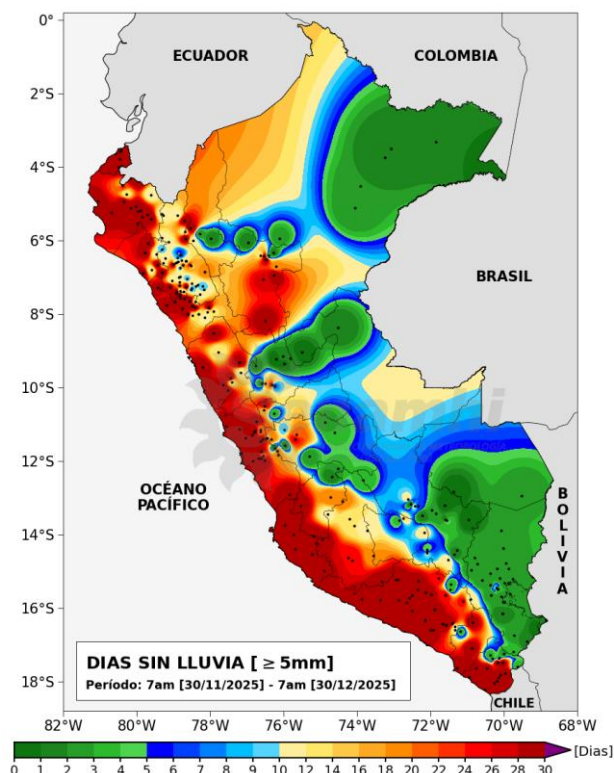 0°
ECUADOR
COLOMBIA
2°S
4°S
6°S
BRASIL
8°S
10°S
senamhi
12°S
OCÉANO
PACÍFICO
BOLIVIA
14°S
16°S
DIAS SIN LLUVIA [ ≥ 5mm]
Período: 7am [30/11/2025] - 7am [30/12/2025]
18°S
CHILE
82°W 80°W 78°W 76°W 74°W 72°W 70°W 68°W
[Dias]
0 1 2 3 4 5 6 7 8 9 10 12 14 16 18 20 22 24 26 28 30